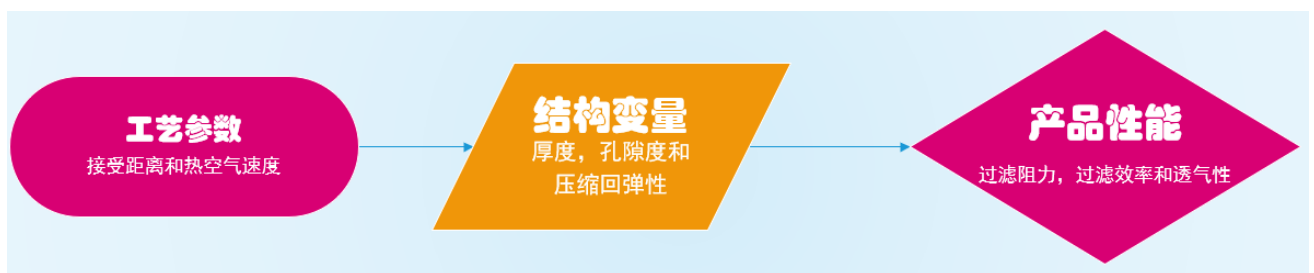 工艺参数
接受距离和热空气速度
结构变量
厚度，孔隙度和
压缩回弹性
产品性能
过滤阻力，过滤效率和透气性